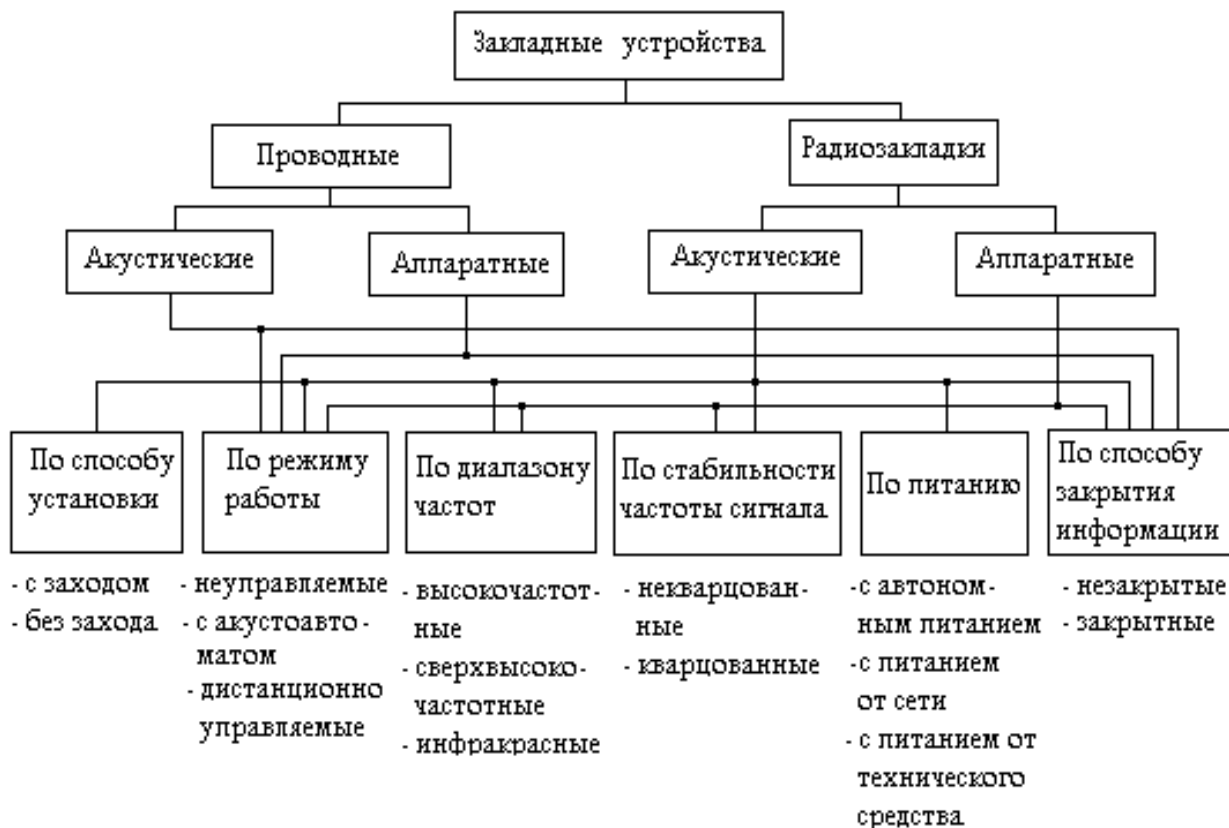 Закладные устройства
Проводные
Радиозакладки
Акустические
Аппаратные
Акустические
Аппаратные
По способу
установки
По режиму
работы
По диапазону
частот
По стабильности
частоты сигнала
По питанию
По способу
закрытия
информации
- с заходом
- без захода
- неуправляемые
- с акустоавто-
матом
- дистанционно
управляемые
- высокочастот-
ные
- сверхвысоко-
частотные
- инфракрасные
- некварцован-
ные
- кварцованные
- с автоном-
ным питанием
- с питанием
от сети
- с питанием от
технического
средства
- незакрытые
- закрытные